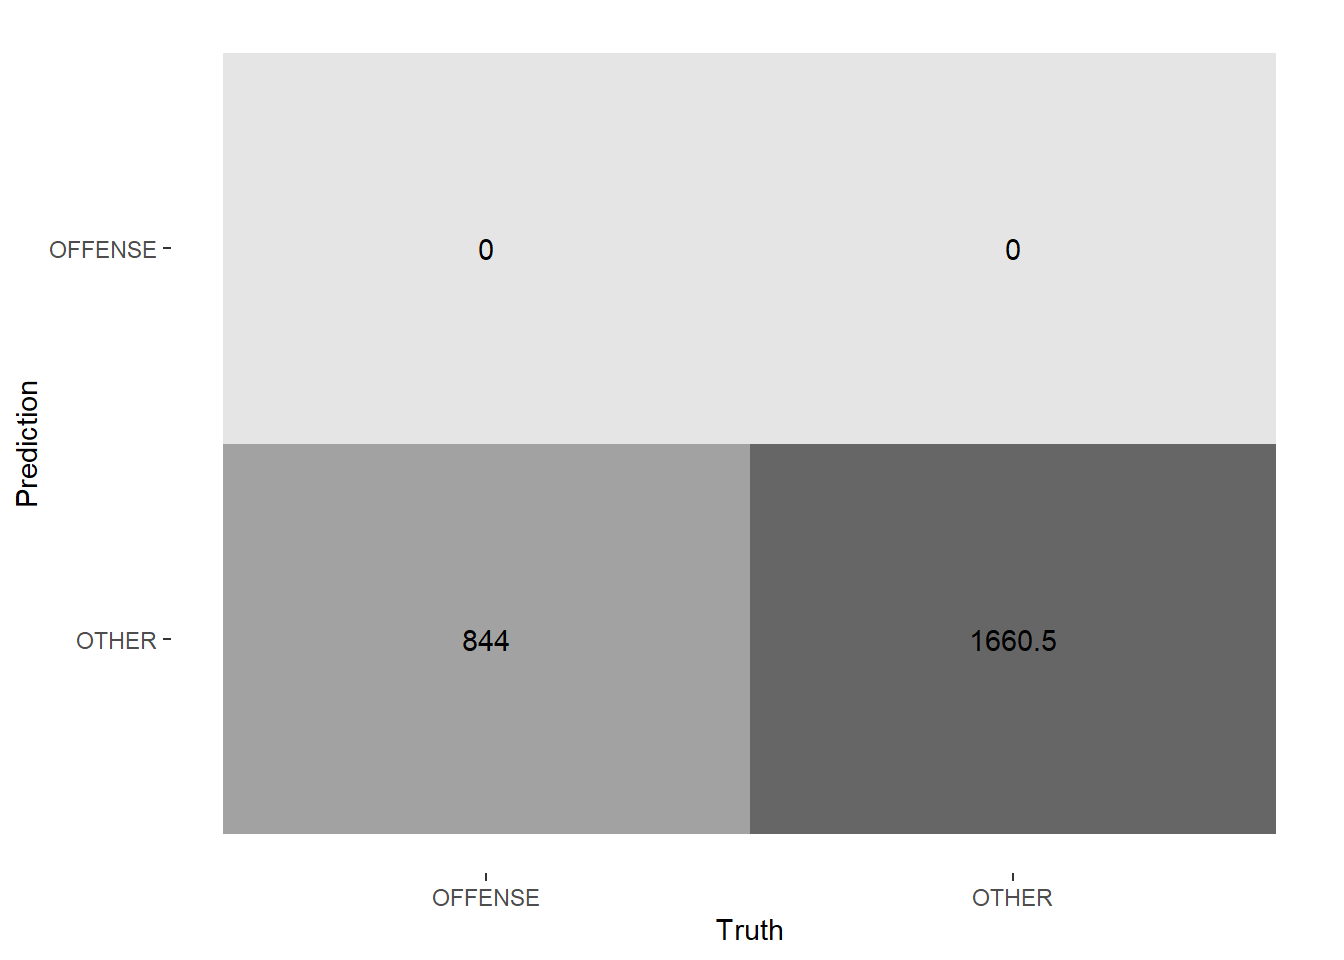 OFFENSE
0 0
Prediction
OTHER
844 1660.5
OFFENSE OTHER
Truth